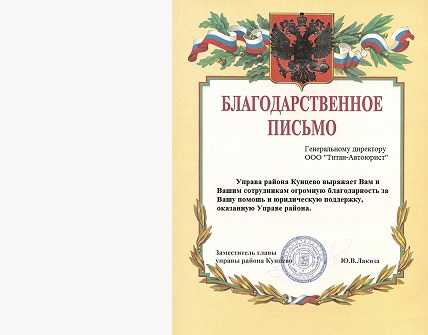 БЛАГОДАРСТВЕННОЕ
ПИСЬМО
Генеральному директору
ООО "Титан-Автоюрист"
Управа района Кунцево выражает Вам и
Вашим сотрудникам огромную благодарность за
Вашу помощь и юридическую поддержку,
оказанную Управе района.
Заместитель главы
управы района Кунцево Ю.В.Лакиза